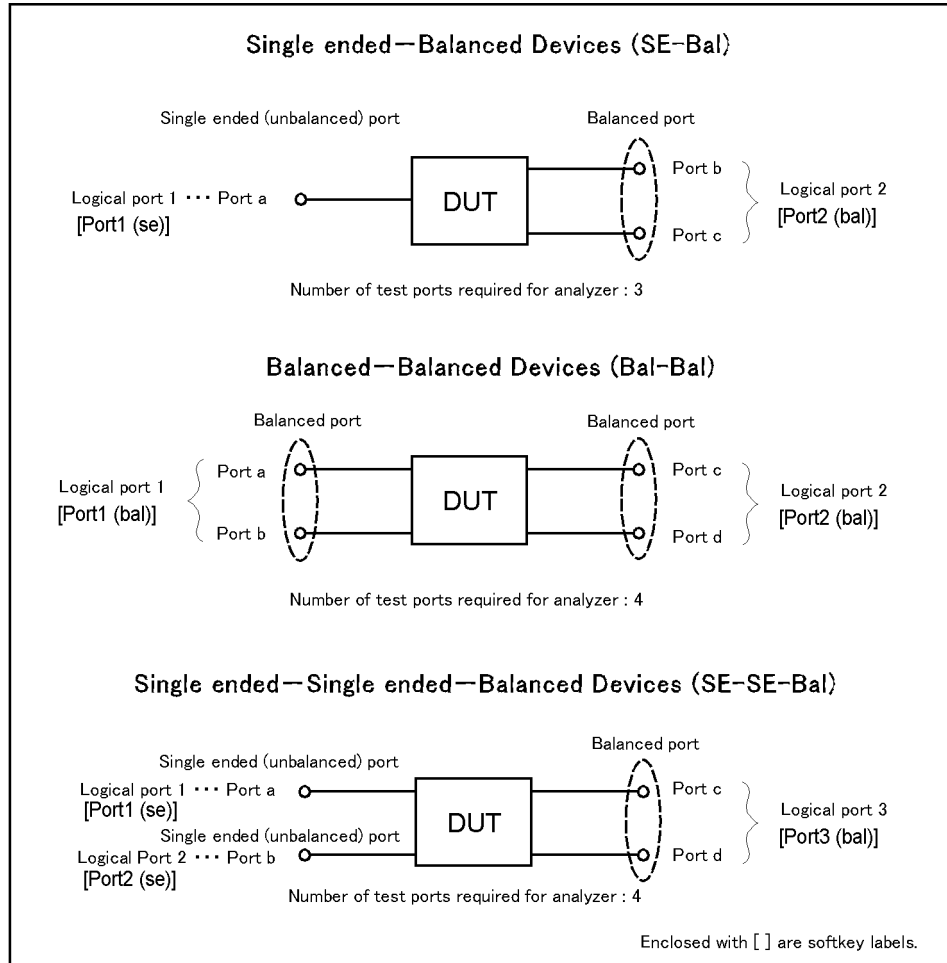 Single ended—Balanced Devices (SE-Bal)
Single ended (unbalanced) port
Balanced port
Logical port 1 ··· Port a
[Port1 (se)]
DUT
Port b
Port c
Logical port 2
[Port2 (bal)]
Number of test ports required for analyzer : 3
Balanced—Balanced Devices (Bal-Bal)
Balanced port
Balanced port
Logical port 1
[Port1 (bal)]
Port a
Port b
DUT
Port c
Port d
Logical port 2
[Port2 (bal)]
Number of test ports required for analyzer : 4
Single ended—Single ended—Balanced Devices (SE-SE-Bal)
Single ended (unbalanced) port
Balanced port
Logical port 1 ··· Port a
[Port1 (se)]
Single ended (unbalanced) port
Logical Port 2 ··· Port b
[Port2 (se)]
DUT
Port c
Port d
Logical port 3
[Port3 (bal)]
Number of test ports required for analyzer : 4
Enclosed with [ ] are softkey labels.